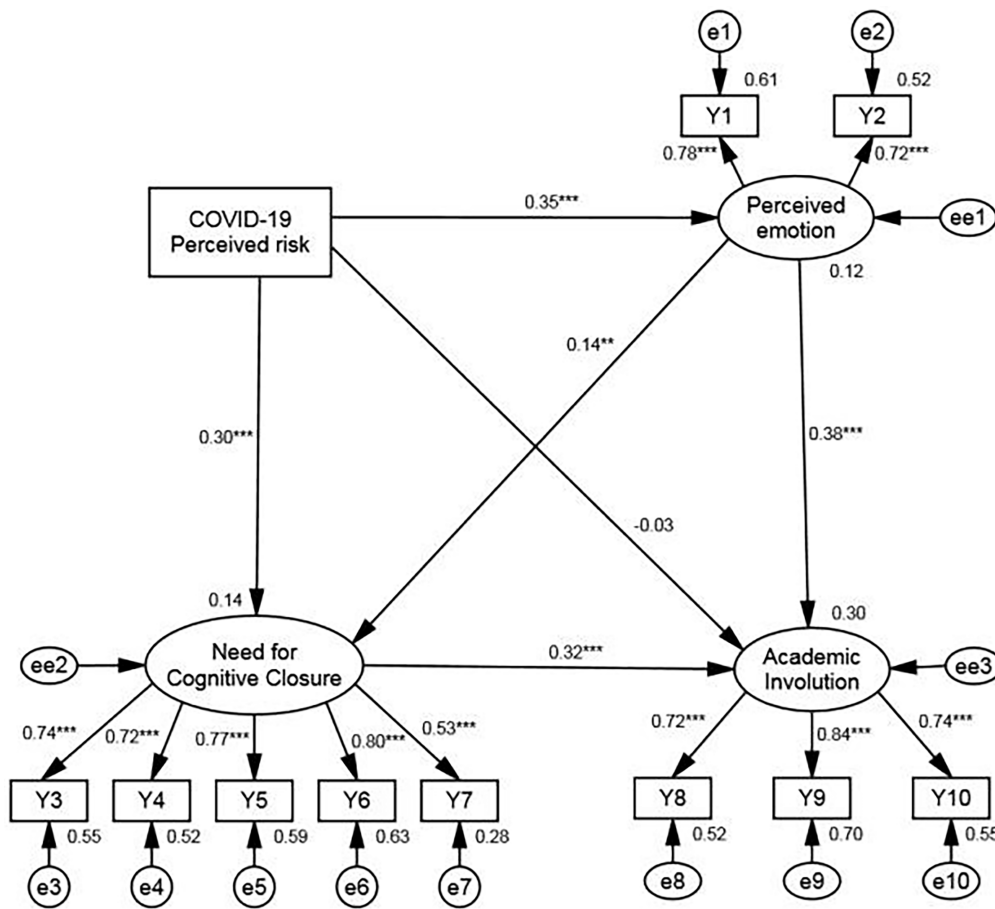 e1
e2
0.61
0.52
Y1
Y2
0.78***
0.72***
COVID-19
Perceived risk
0.35***
Perceived
emotion
ee1
0.12
0.14**
0.30***
0.38***
-0.03
0.14
0.30
ee2
Need for
Cognitive Closure
0.32***
Academic
Involution
ee3
0.74***
0.72***
0.77***
0.80***
0.53***
0.72***
0.84***
0.74***
Y3
Y4
Y5
Y6
Y7
Y8
Y9
Y10
0.55
0.52
0.59
0.63
0.28
0.52
0.70
0.55
e3
e4
e5
e6
e7
e8
e9
e10